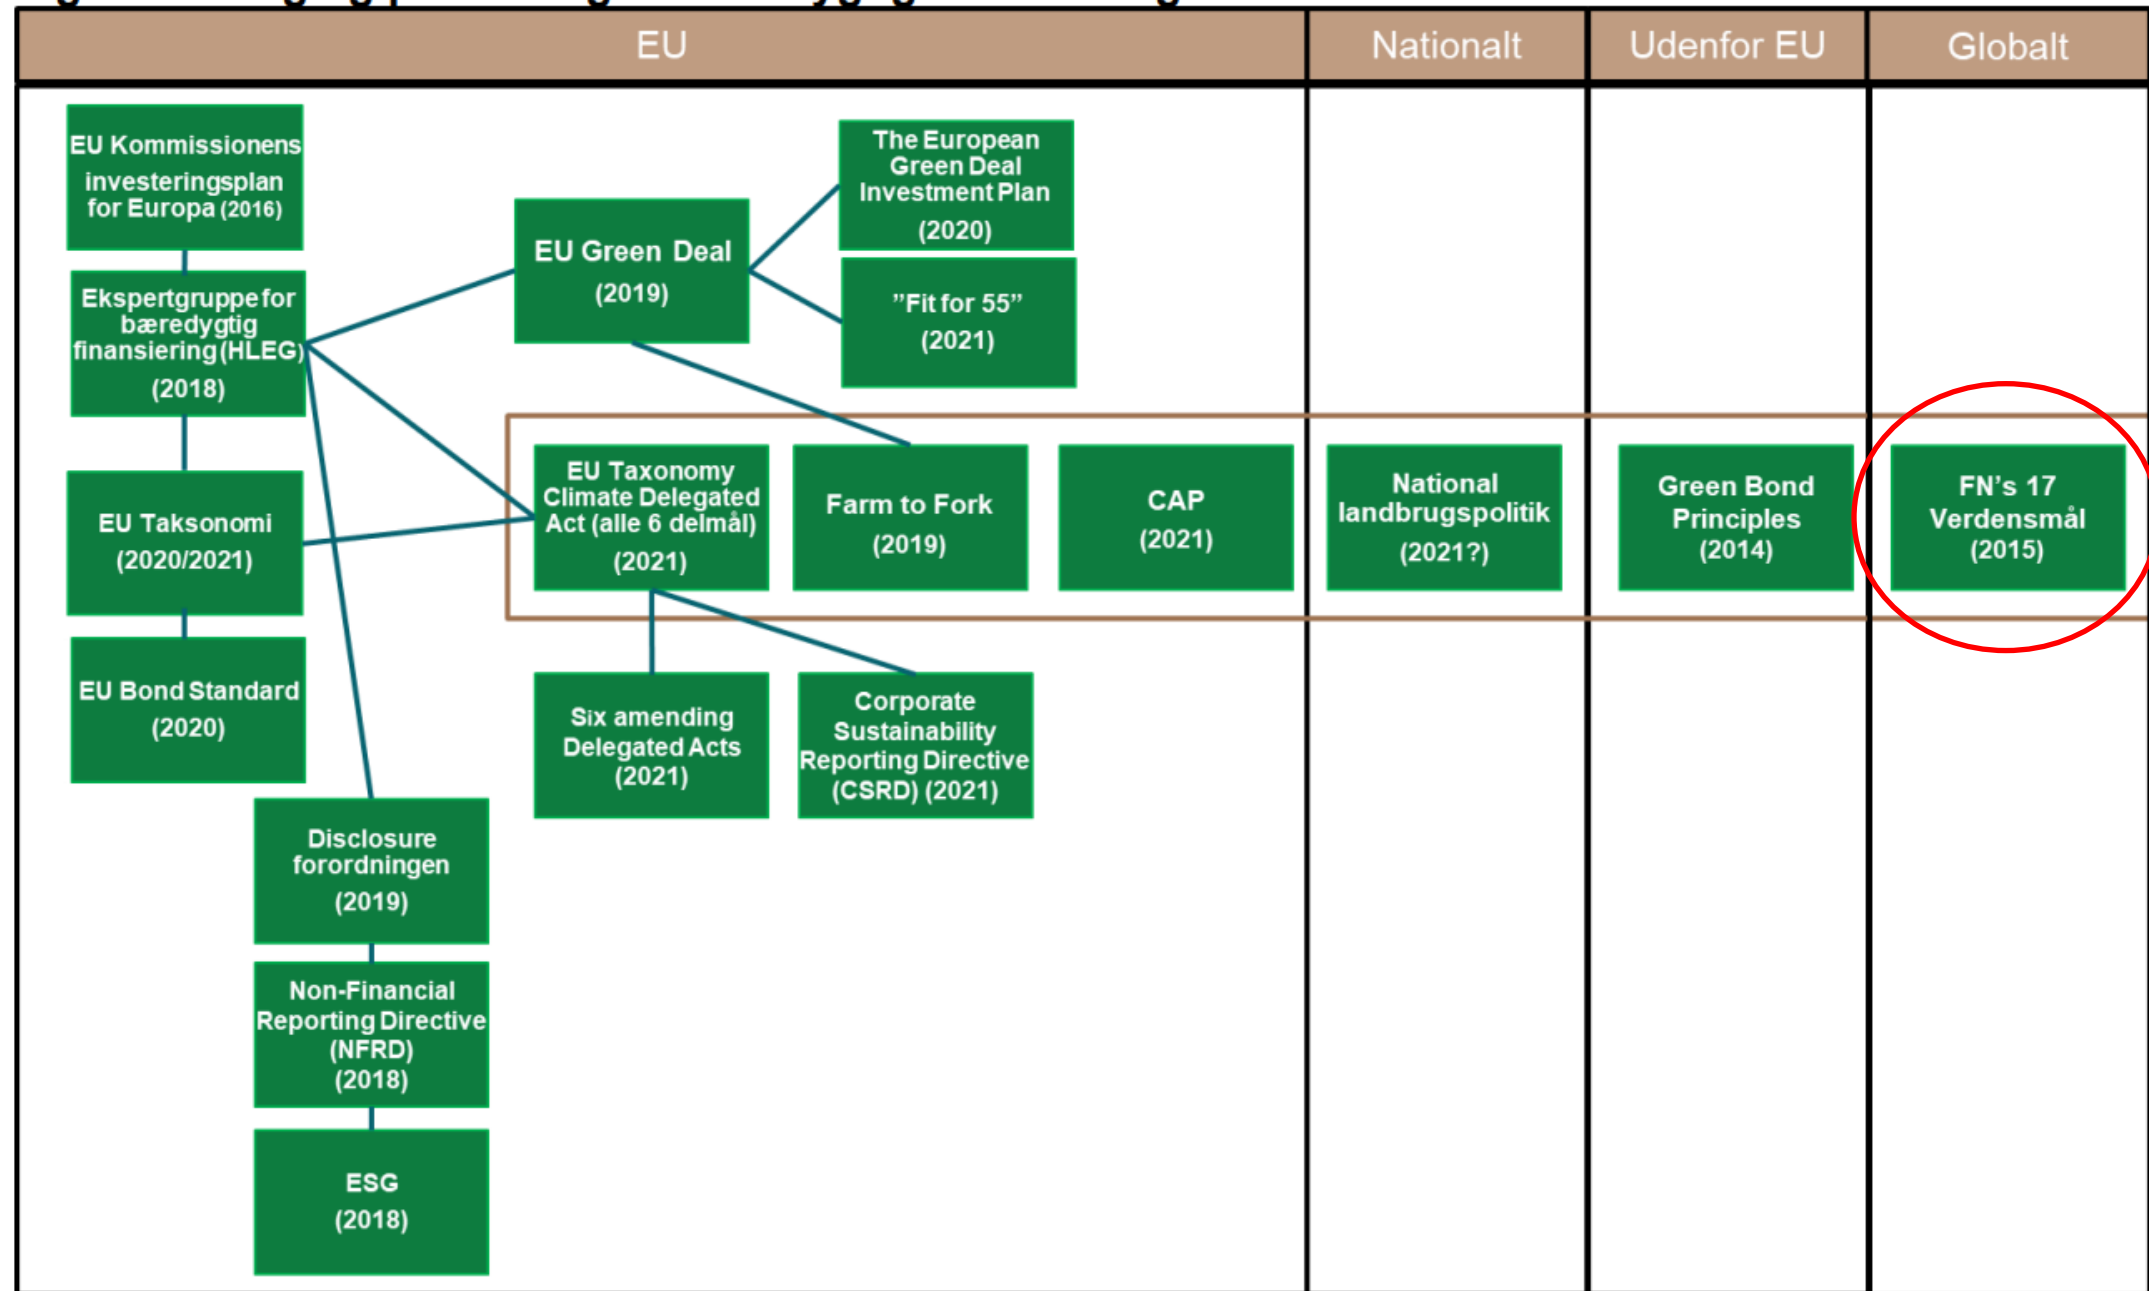 EU
Nationalt
Udenfor EU
Globalt
EU Kommissionens
investeringsplan
for Europa (2016)
Ekspertgruppe for
bæredygtig
finansiering (HLEG)
(2018)
EU Taksonomi
(2020/2021)
EU Bond Standard
(2020)
Disclosure
forordningen
(2019)
Non-Financial
Reporting Directive
(NFRD)
(2018)
ESG
(2018)
EU Green Deal
(2019)
The European
Green Deal
Investment Plan
(2020)
”Fit for 55”
(2021)
EU Taxonomy
Climate Delegated
Act (alle 6 delmål)
(2021)
Farm to Fork
(2019)
CAP
(2021)
National
landbrugspolitik
(2021?)
Green Bond
Principles
(2014)
FN’s 17
Verdensmål
(2015)
Six amending
Delegated Acts
(2021)
Corporate
Sustainability
Reporting Directive
(CSRD) (2021)